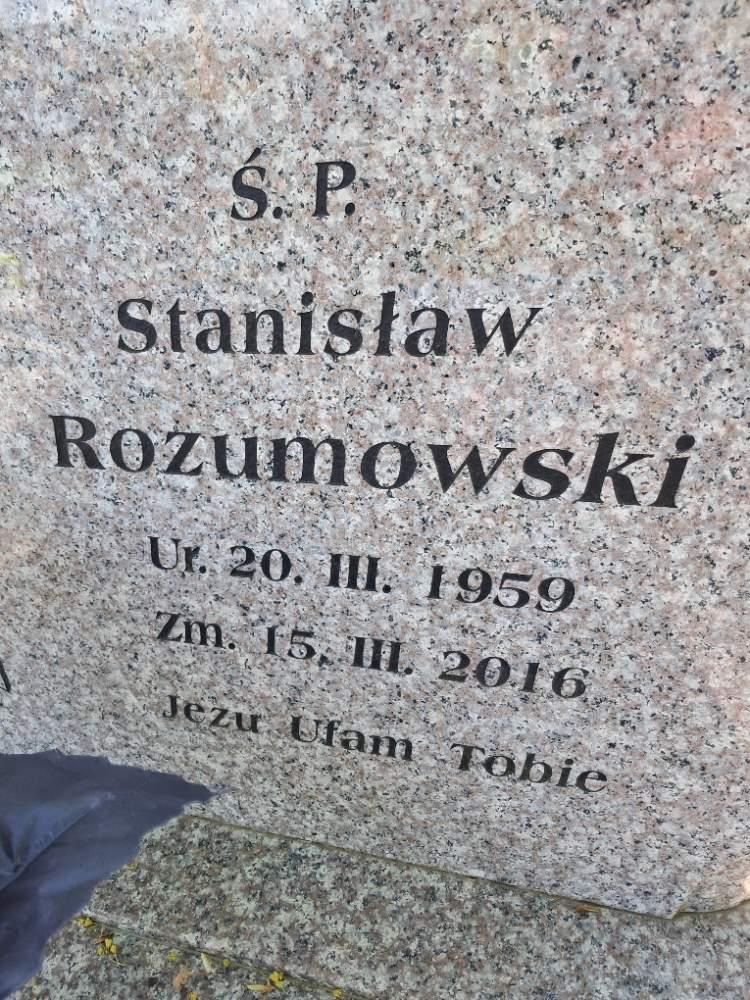 Ś. P.
Stanisław
Rozumowski
Ur. 20. III. 1959
Zm. 15. III. 2016
Jezu Ufam Tobie